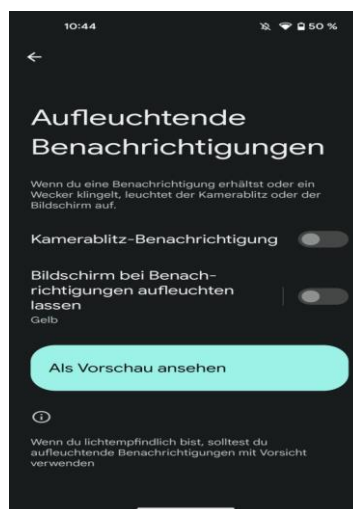 10:44
50 %
Aufleuchtende
Benachrichtigungen
Wenn du eine Benachrichtigung erhältst oder ein
Wecker klingelt, leuchtet der Kamerablitz oder der
Bildschirm auf.
Kamerablitz-Benachrichtigung
Bildschirm bei Benach-
richtigungen aufleuchten
lassen
Gelb
Als Vorschau ansehen
Wenn du lichtempfindlich bist, solltest du
aufleuchtende Benachrichtigungen mit Vorsicht
verwenden